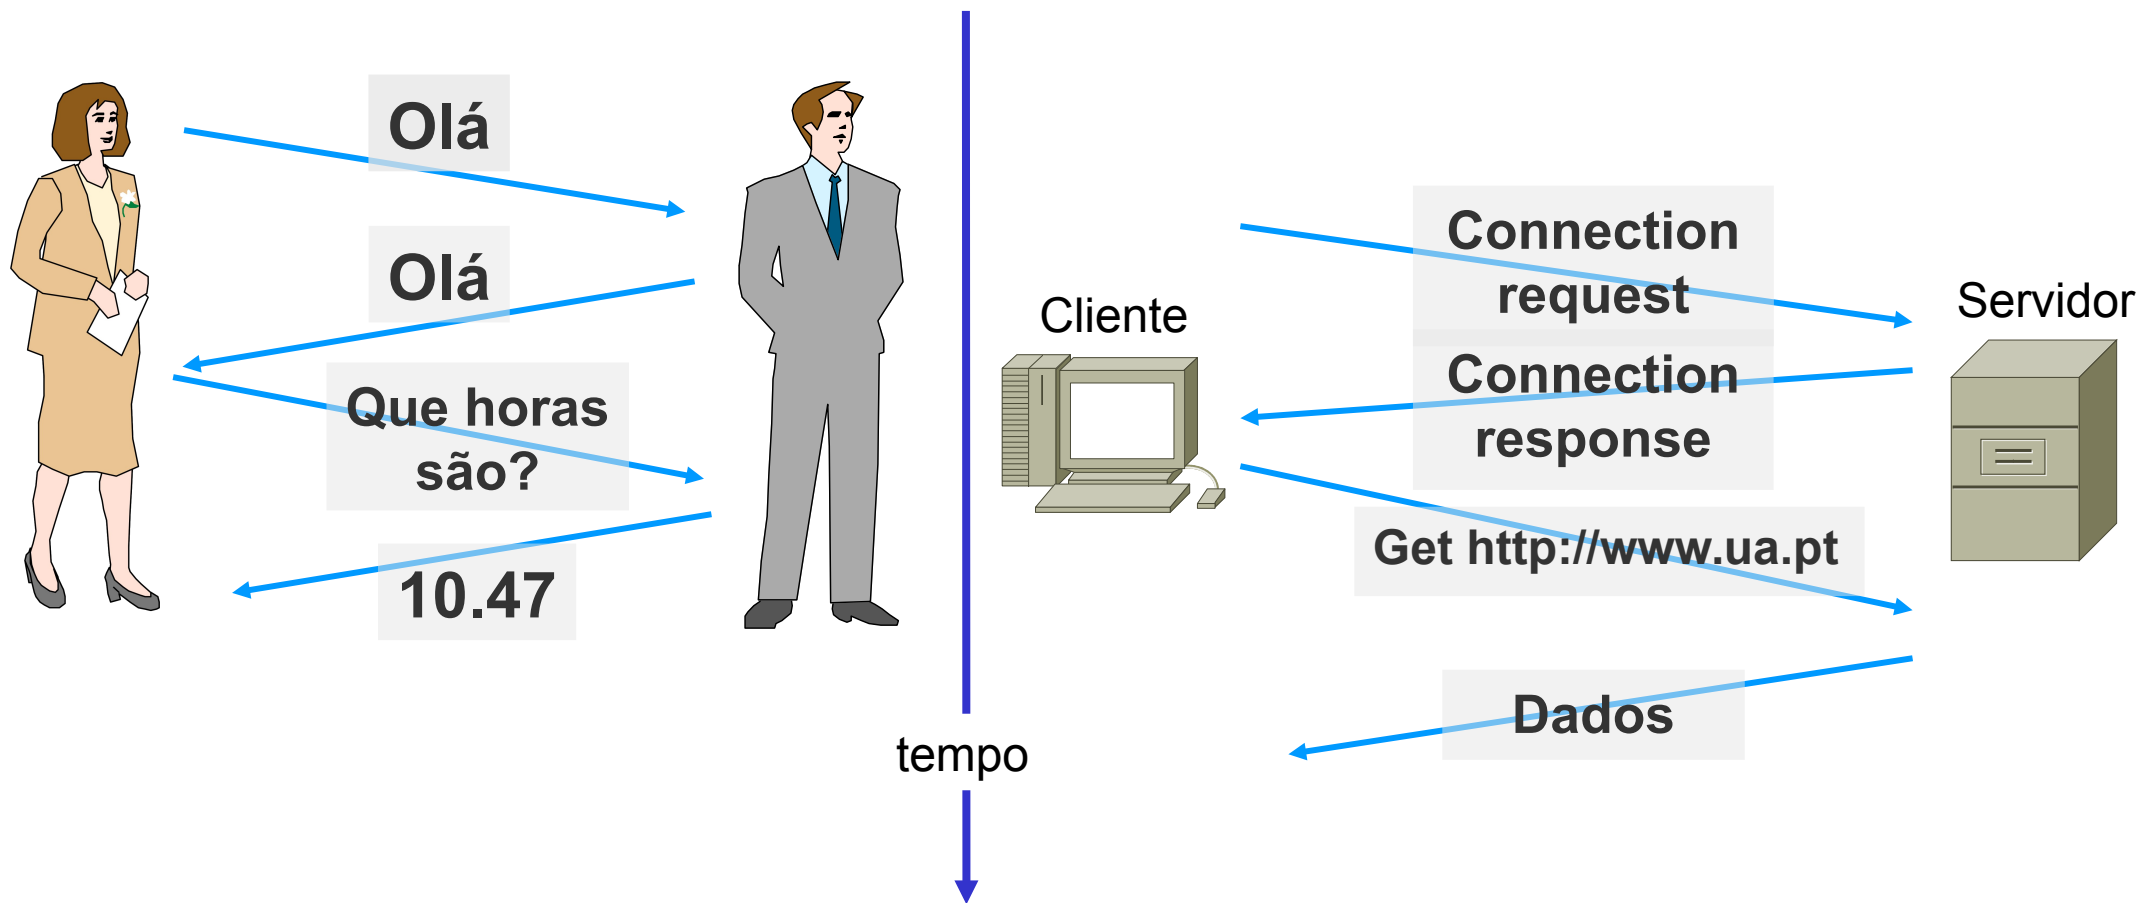 Olá
Olá
Que horas
são?
10.47
tempo
Cliente
Servidor
Connection
request
Connection
response
Get http://www.ua.pt
Dados